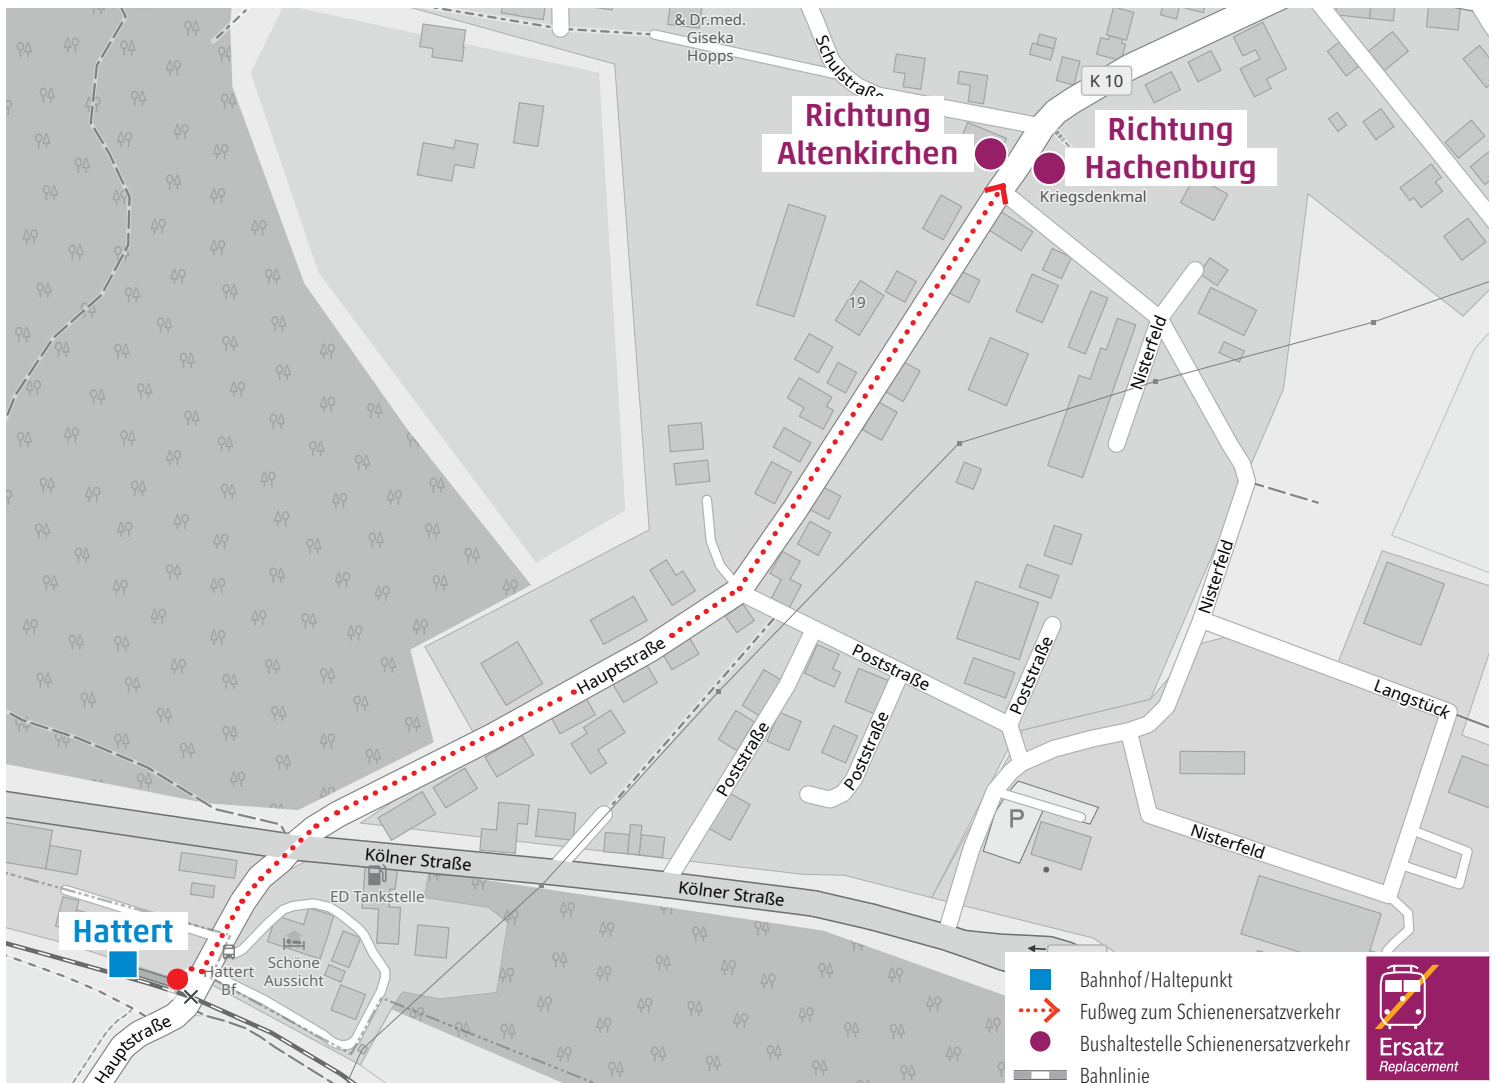 & Dr.med.
Giseka
Hopps
Schulstraße
K 10
Richtung
Altenkirchen
Richtung
Hachenburg
Kriegsdenkmal
19
Nisterfeld
Nisterfeld
Hauptstraße
Poststraße
Poststraße
Poststraße
Poststraße
Langstück
Nisterfeld
P
Kölner Straße
Kölner Straße
ED Tankstelle
Hattert
Hattert
Bf
Schöne
Aussicht
Hauptstraße
Bahnhof/Haltepunkt
Fußweg zum Schienenersatzverkehr
Bushaltestelle Schienenersatzverkehr
Bahnlinie
Ersatz
Replacement